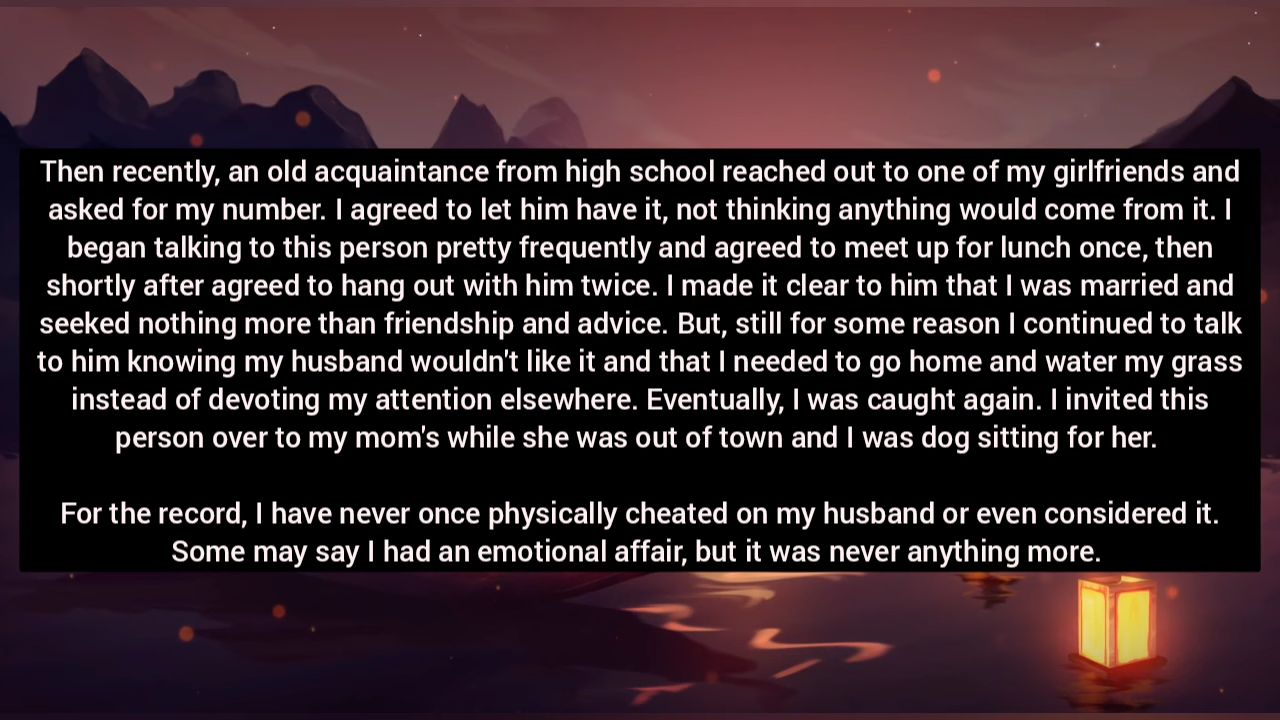 Then recently, an old acquaintance from high school reached out to one of my girlfriends and
asked for my number. I agreed to let him have it, not thinking anything would come from it. I
began talking to this person pretty frequently and agreed to meet up for lunch once, then
shortly after agreed to hang out with him twice. I made it clear to him that I was married and
seeked nothing more than friendship and advice. But, still for some reason I continued to talk
to him knowing my husband wouldn't like it and that I needed to go home and water my grass
instead of devoting my attention elsewhere. Eventually, I was caught again. I invited this
person over to my mom's while she was out of town and I was dog sitting for her.
For the record, I have never once physically cheated on my husband or even considered it.
Some may say I had an emotional affair, but it was never anything more.